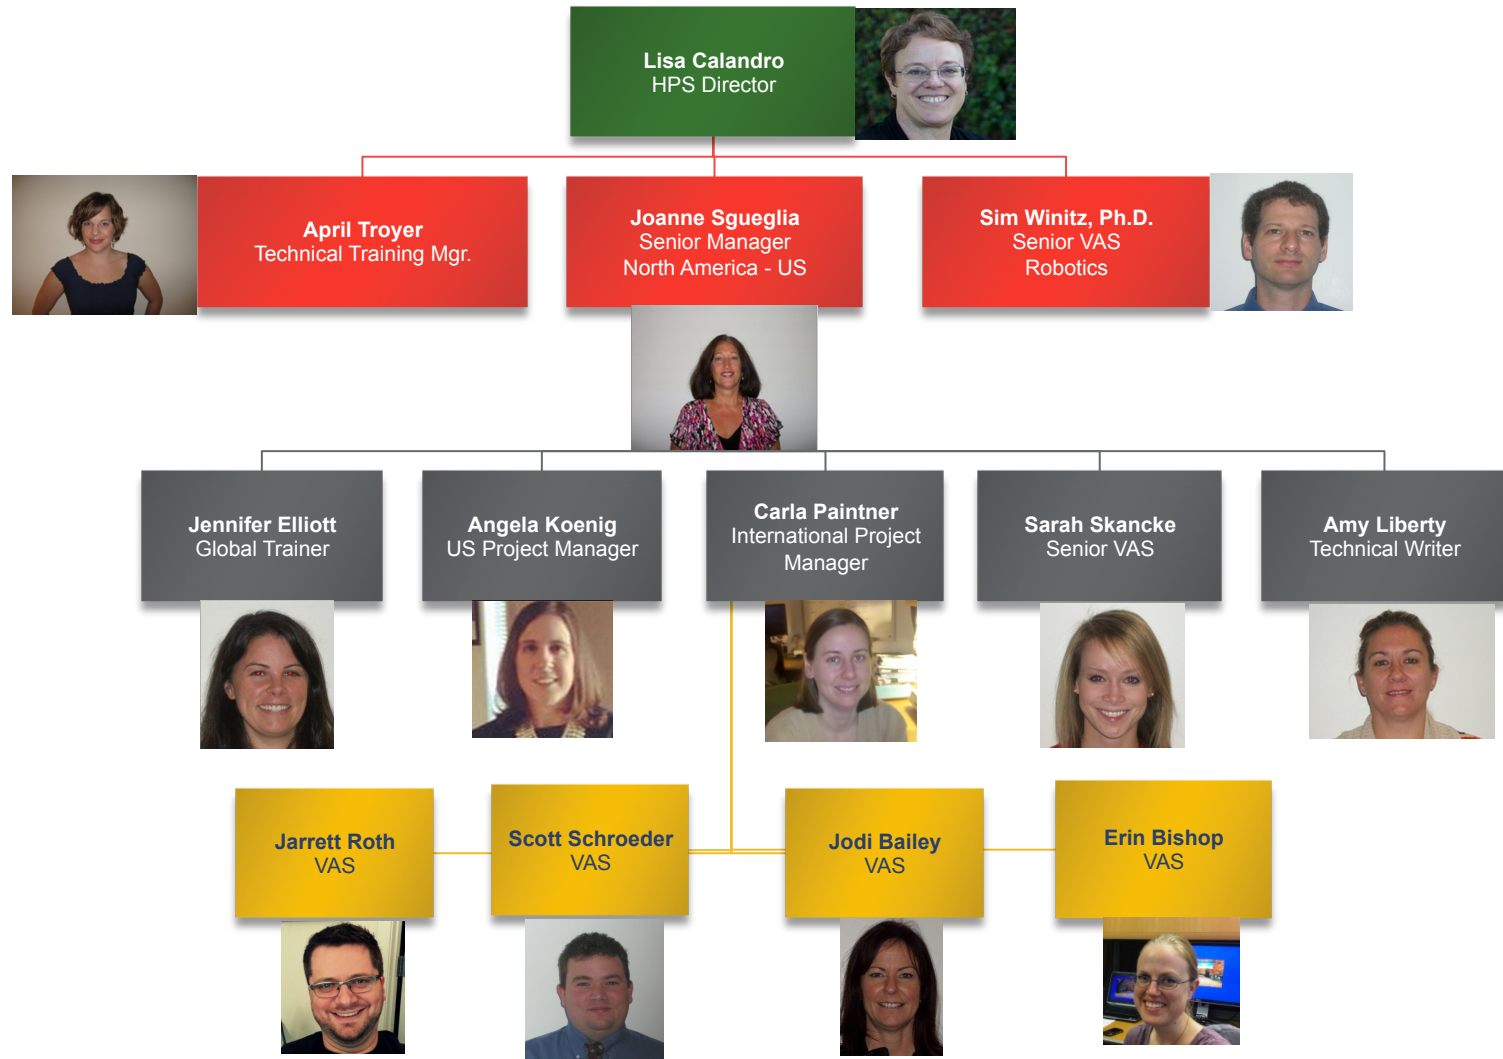 Lisa Calandro
HPS Director
April Troyer
Technical Training Mgr.
Joanne Sgueglia
Senior Manager
North America - US
Sim Winitz, Ph.D.
Senior VAS
Robotics
Jennifer Elliott
Global Trainer
Angela Koenig
US Project Manager
Carla Paintner
International Project
Manager
Sarah Skancke
Senior VAS
Amy Liberty
Technical Writer
Jarrett Roth
VAS
Scott Schroeder
VAS
Jodi Bailey
VAS
Erin Bishop
VAS